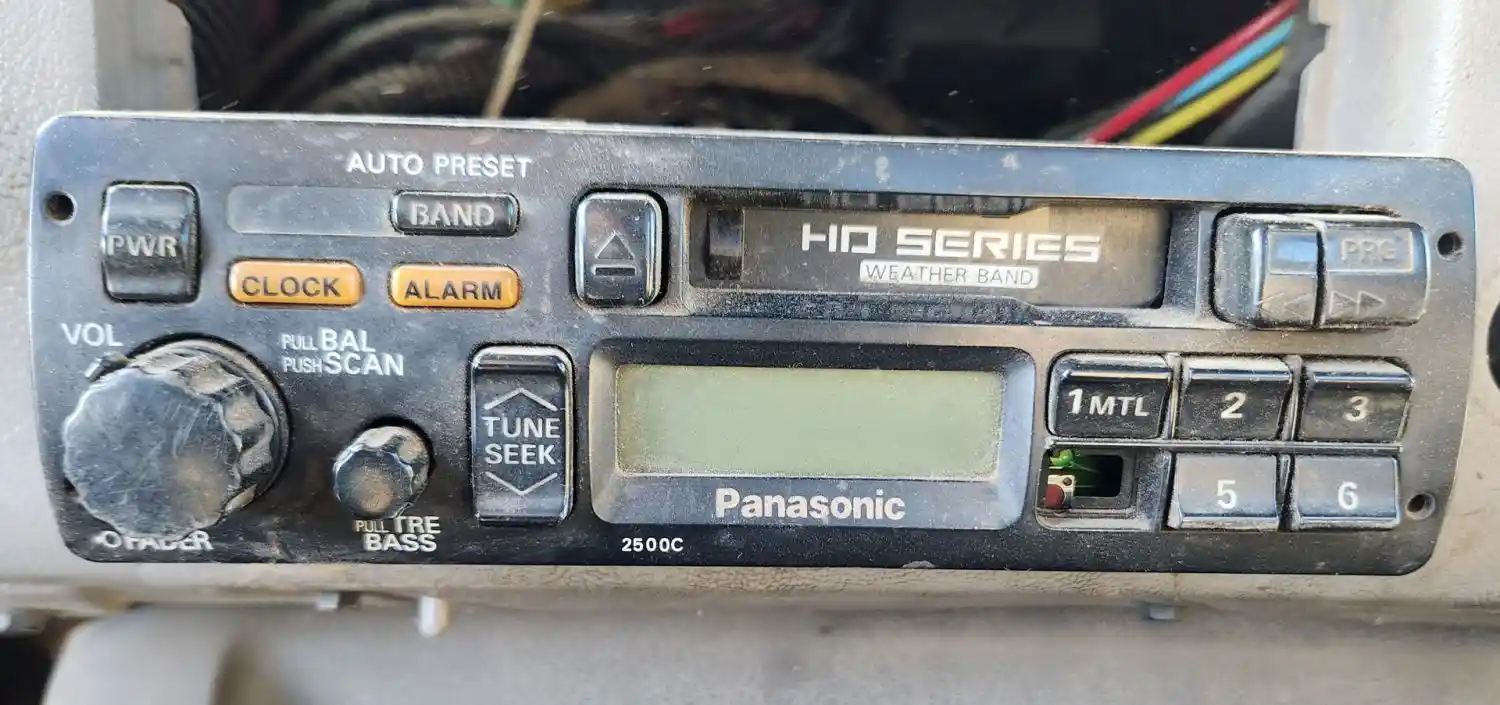 AUTO PRESET
PWR
BAND
CLOCK
ALARM
HD SERIES
WEATHER BAND
PRG
VOL
PULL BAL
PUSH SCAN
TUNE
SEEK
1 MTL
2
3
5
6
Panasonic
PULL TRE
BASS
FADER
2500C